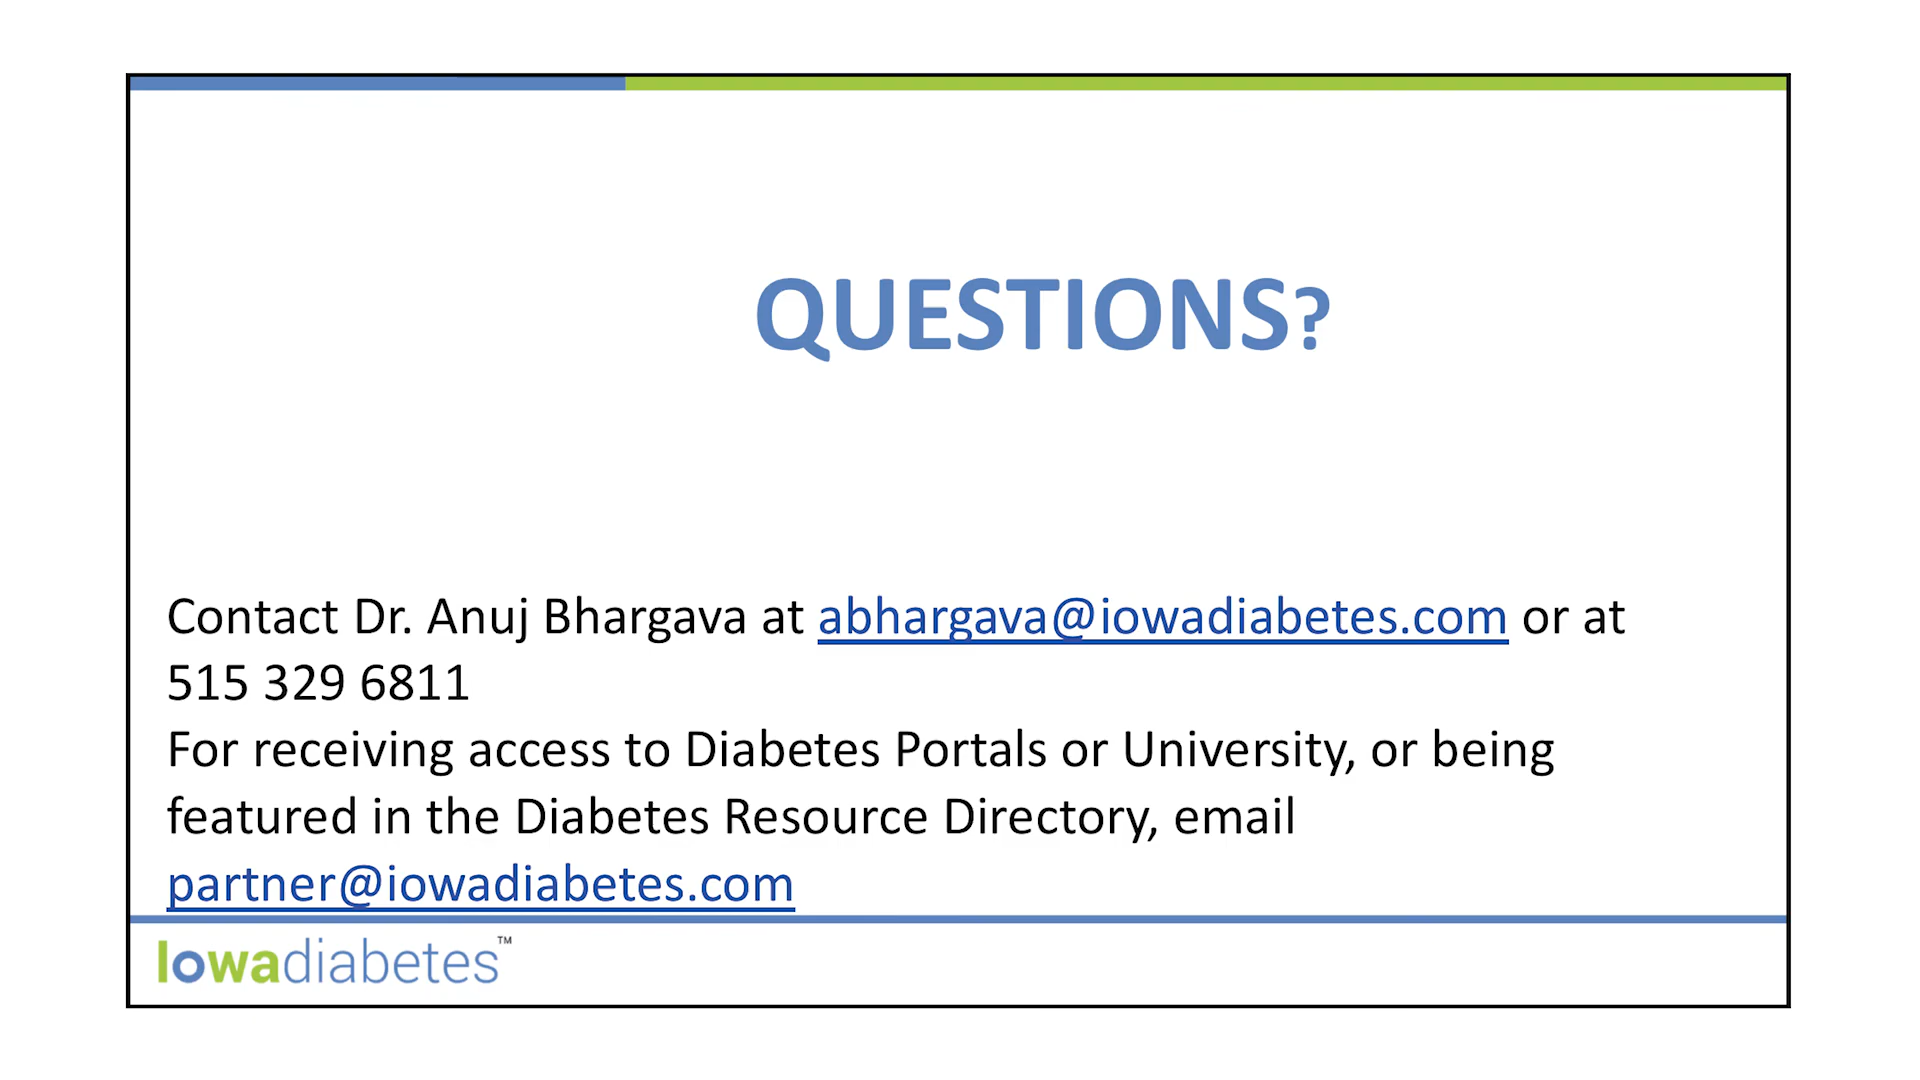 QUESTIONS?
Contact Dr. Anuj Bhargava at abhargava@iowadiabetes.com or at
515 329 6811
For receiving access to Diabetes Portals or University, or being
featured in the Diabetes Resource Directory, email
partner@iowadiabetes.com
Iowadiabetes™